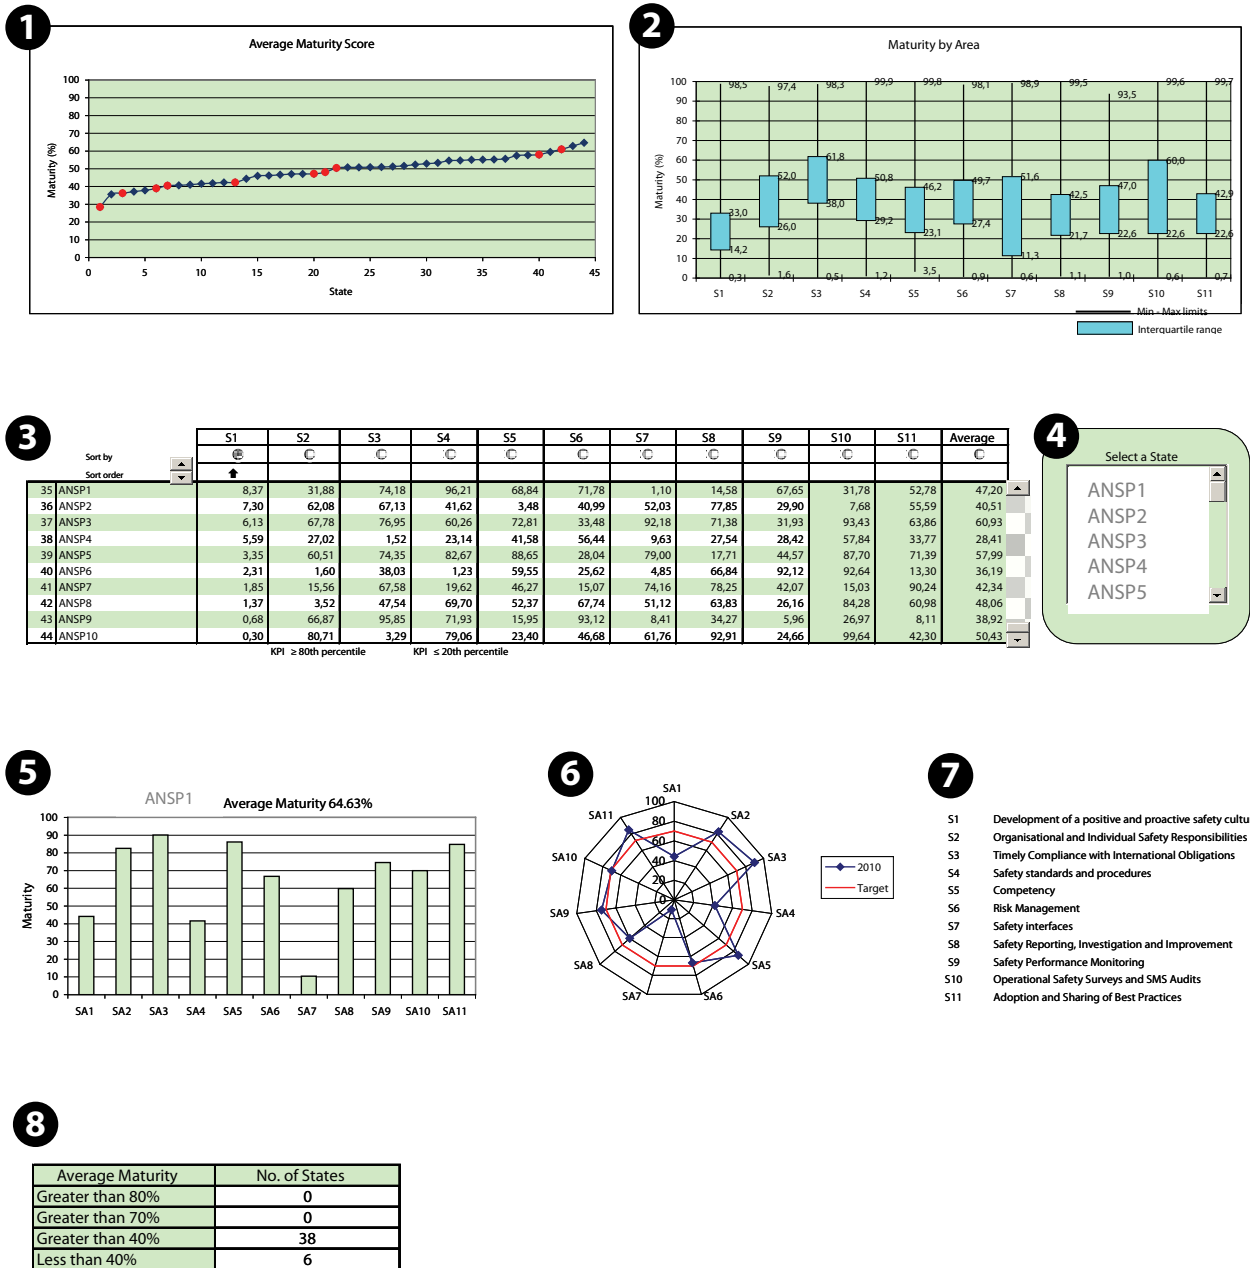 1
Average Maturity Score
Maturity (%)
100
90
80
70
60
50
40
30
20
10
0
0 5 10 15 20 25 30 35 40 45
State
2
Maturity by Area
Maturity (%)
100
90
80
70
60
50
40
30
20
10
0
98,5 97,4 98,3 99,9 99,8 98,1 98,9 99,5 93,5 99,6 99,7
33,0 52,0 61,8 50,8 46,2 49,7 51,6 42,5 47,0 60,0 42,9
14,2 26,0 38,0 29,2 23,1 27,4 11,3 21,7 22,6 22,6 22,6
0,3 1,6 0,5 1,2 3,5 0,9 0,6 1,1 1,0 0,6 0,7
S1 S2 S3 S4 S5 S6 S7 S8 S9 S10 S11
Min - Max limits
Interquartile range
3
S1 S2 S3 S4 S5 S6 S7 S8 S9 S10 S11 Average
Sort by
Sort order
35 ANSP1 8,37 31,88 74,18 96,21 68,84 71,78 1,10 14,58 67,65 31,78 52,78 47,20
36 ANSP2 7,30 62,08 67,13 41,62 3,48 40,99 52,03 77,85 29,90 7,68 55,59 40,51
37 ANSP3 6,13 67,78 76,95 60,26 72,81 33,48 92,18 71,38 31,93 93,43 63,86 60,93
38 ANSP4 5,59 27,02 1,52 23,14 41,58 56,44 9,63 27,54 28,42 57,84 33,77 28,41
39 ANSP5 3,35 60,51 74,35 82,67 88,65 28,04 79,00 17,71 44,57 87,70 71,39 57,99
40 ANSP6 2,31 1,60 38,03 1,23 59,55 25,62 4,85 66,84 92,12 92,64 13,30 36,19
41 ANSP7 1,85 15,56 67,58 19,62 46,27 15,07 74,16 78,25 42,07 15,03 90,24 42,34
42 ANSP8 1,37 3,52 47,54 69,70 52,37 67,74 51,12 63,83 26,16 84,28 60,98 48,06
43 ANSP9 0,68 66,87 95,85 71,93 15,95 93,12 8,41 34,27 5,96 26,97 8,11 38,92
44 ANSP10 0,30 80,71 3,29 79,06 23,40 46,68 61,76 92,91 24,66 99,64 42,30 50,43
KPI ≥ 80th percentile KPI ≤ 20th percentile
4
Select a State
ANSP1
ANSP2
ANSP3
ANSP4
ANSP5
5
ANSP1 Average Maturity 64.63%
Maturity
100
90
80
70
60
50
40
30
20
10
0
SA1 SA2 SA3 SA4 SA5 SA6 SA7 SA8 SA9 SA10 SA11
6
SA1
SA2
SA3
SA4
SA5
SA6
SA7
SA8
SA9
SA10
SA11
100
80
60
40
20
0
2010
Target
7
S1 Development of a positive and proactive safety cultu
S2 Organisational and Individual Safety Responsibilities
S3 Timely Compliance with International Obligations
S4 Safety standards and procedures
S5 Competency
S6 Risk Management
S7 Safety interfaces
S8 Safety Reporting, Investigation and Improvement
S9 Safety Performance Monitoring
S10 Operational Safety Surveys and SMS Audits
S11 Adoption and Sharing of Best Practices
8
Average Maturity No. of States
Greater than 80% 0
Greater than 70% 0
Greater than 40% 38
Less than 40% 6